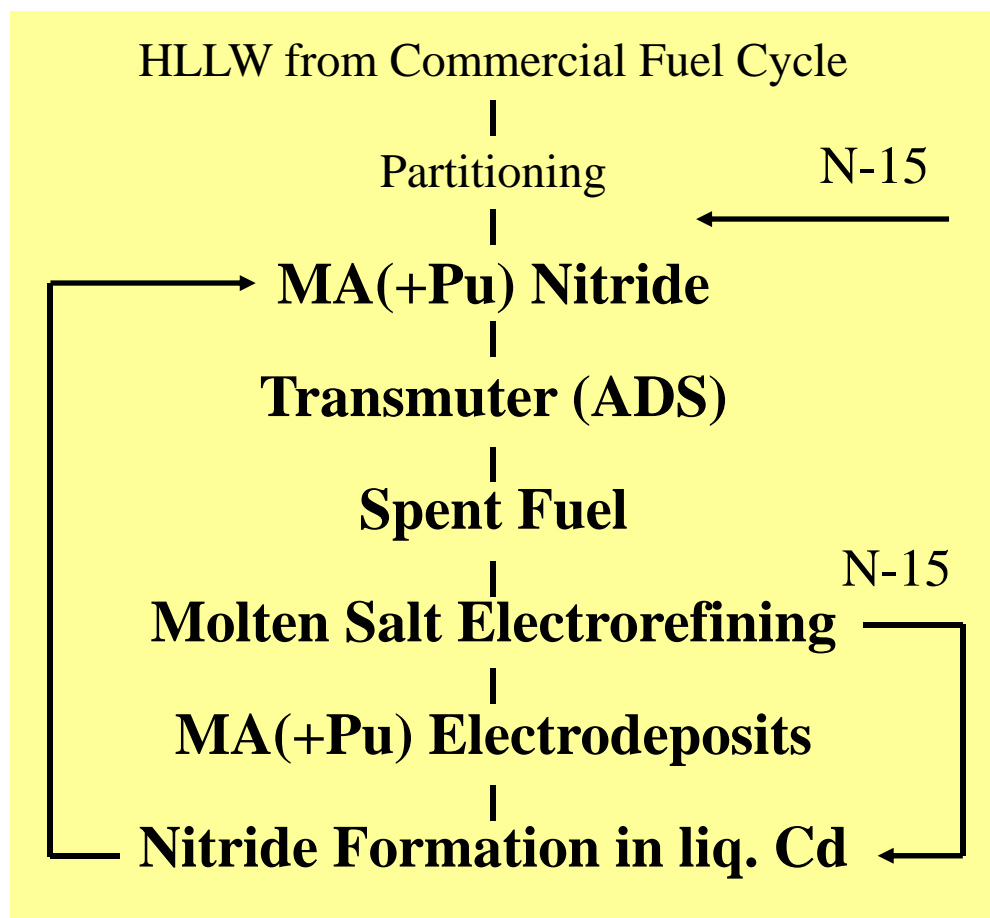 HLLW from Commercial Fuel Cycle
Partitioning
N-15
MA(+Pu) Nitride
Transmuter (ADS)
Spent Fuel
N-15
Molten Salt Electrorefining
MA(+Pu) Electrodeposits
Nitride Formation in liq. Cd